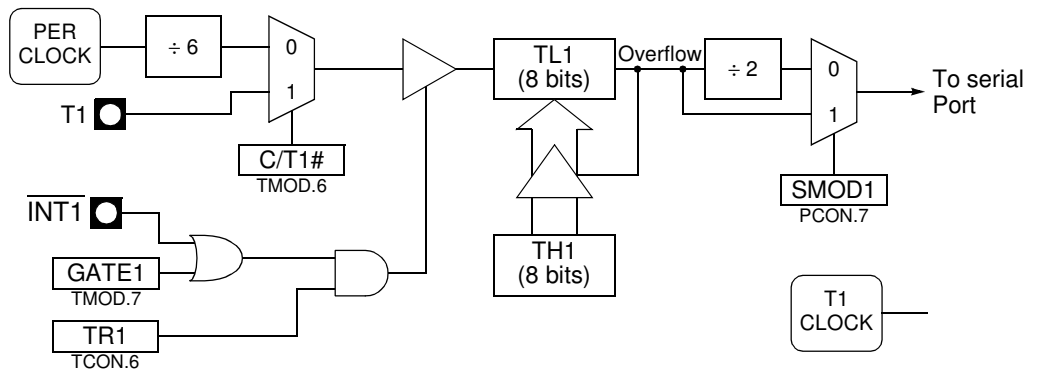 PER
CLOCK
÷ 6
0
1
T1
C/T1#
TMOD.6
TL1
(8 bits)
Overflow
÷ 2
0
1
To serial
Port
SMOD1
PCON.7
INT1
GATE1
TMOD.7
TR1
TCON.6
TH1
(8 bits)
T1
CLOCK